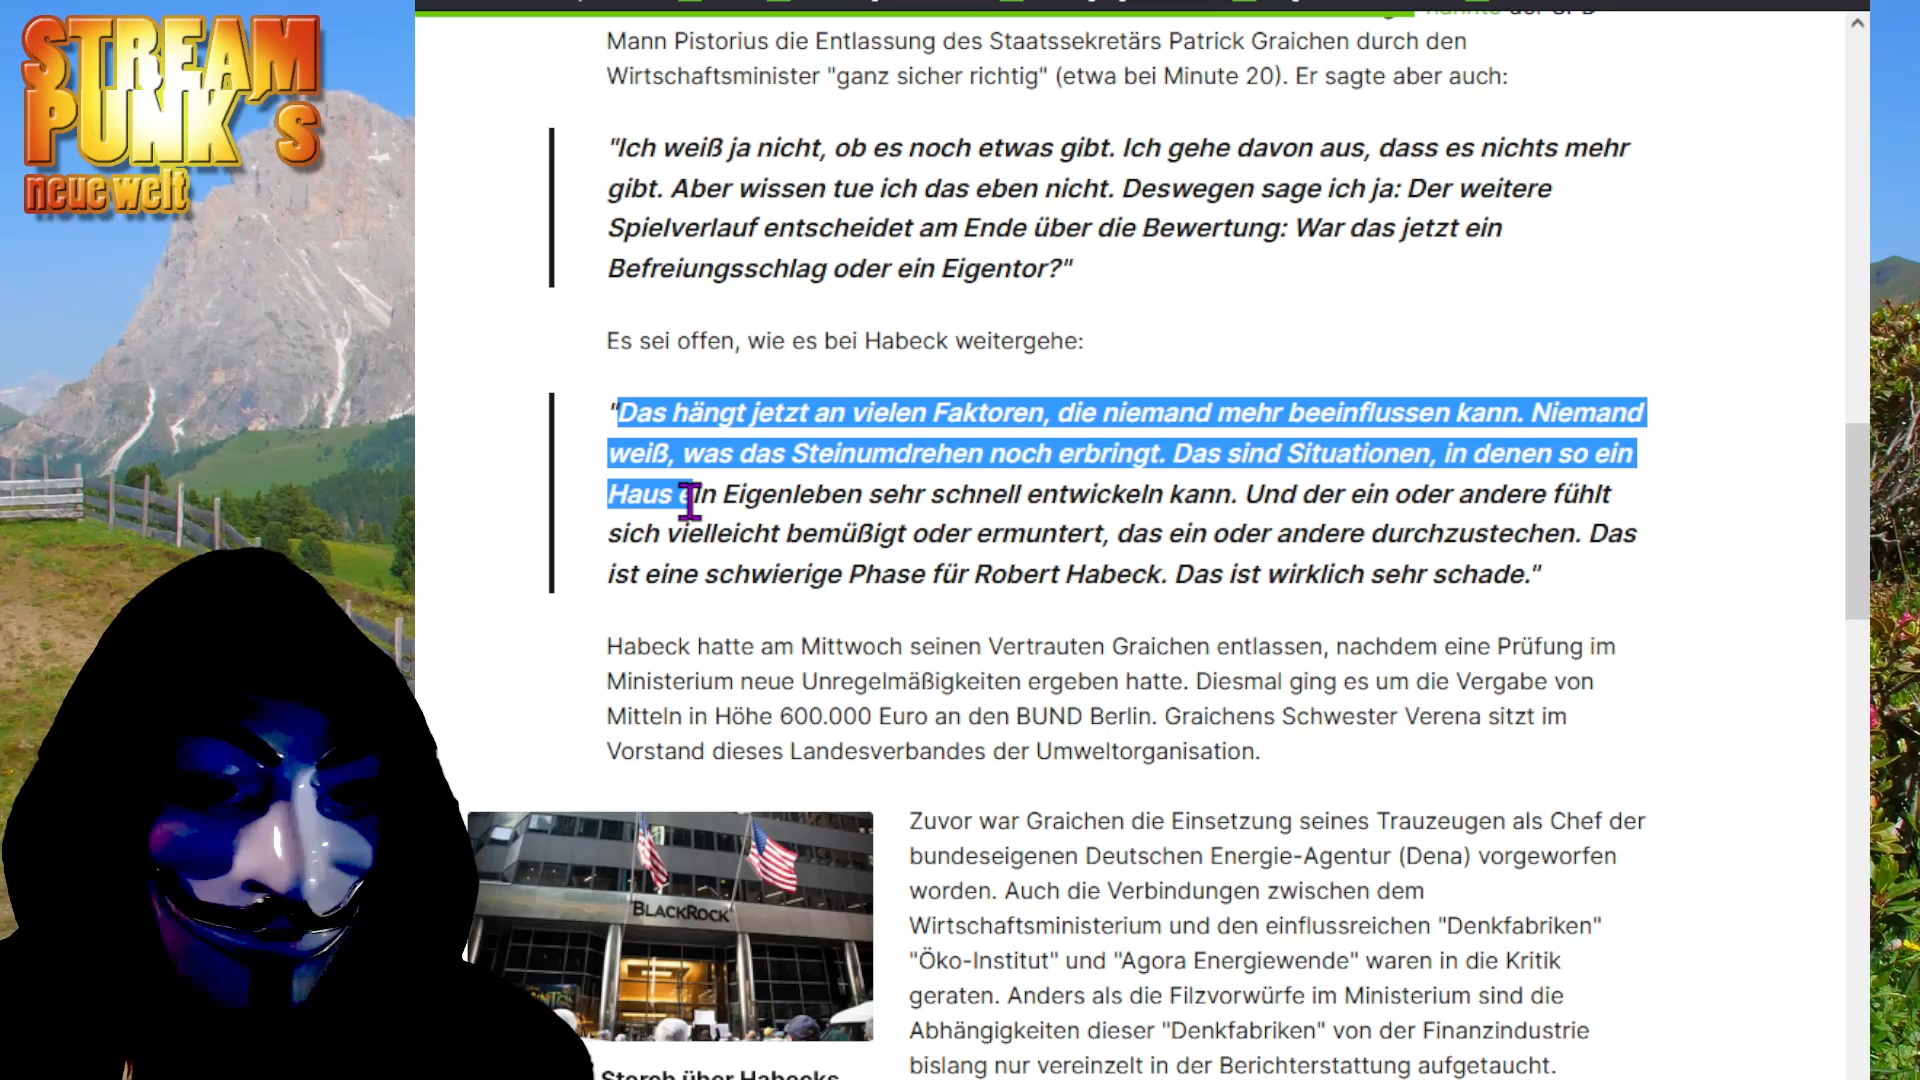 STREAM
PUNK´s
neue welt
Mann Pistorius die Entlassung des Staatssekretärs Patrick Graichen durch den
Wirtschaftsminister "ganz sicher richtig" (etwa bei Minute 20). Er sagte aber auch:
"Ich weiß ja nicht, ob es noch etwas gibt. Ich gehe davon aus, dass es nichts mehr
gibt. Aber wissen tue ich das eben nicht. Deswegen sage ich ja: Der weitere
Spielverlauf entscheidet am Ende über die Bewertung: War das jetzt ein
Befreiungsschlag oder ein Eigentor?"
Es sei offen, wie es bei Habeck weitergehe:
"Das hängt jetzt an vielen Faktoren, die niemand mehr beeinflussen kann. Niemand
weiß, was das Steinumdrehen noch erbringt. Das sind Situationen, in denen so ein
Haus ein Eigenleben sehr schnell entwickeln kann. Und der ein oder andere fühlt
sich vielleicht bemüßigt oder ermuntert, das ein oder andere durchzustechen. Das
ist eine schwierige Phase für Robert Habeck. Das ist wirklich sehr schade."
Habeck hatte am Mittwoch seinen Vertrauten Graichen entlassen, nachdem eine Prüfung im
Ministerium neue Unregelmäßigkeiten ergeben hatte. Diesmal ging es um die Vergabe von
Mitteln in Höhe 600.000 Euro an den BUND Berlin. Graichens Schwester Verena sitzt im
Vorstand dieses Landesverbandes der Umweltorganisation.
BLACKROCK
Storch über Habecks
Zuvor war Graichen die Einsetzung seines Trauzeugen als Chef der
bundeseigenen Deutschen Energie-Agentur (Dena) vorgeworfen
worden. Auch die Verbindungen zwischen dem
Wirtschaftsministerium und den einflussreichen "Denkfabriken"
"Öko-Institut" und "Agora Energiewende" waren in die Kritik
geraten. Anders als die Filzvorwürfe im Ministerium sind die
Abhängigkeiten dieser "Denkfabriken" von der Finanzindustrie
bislang nur vereinzelt in der Berichterstattung aufgetaucht.